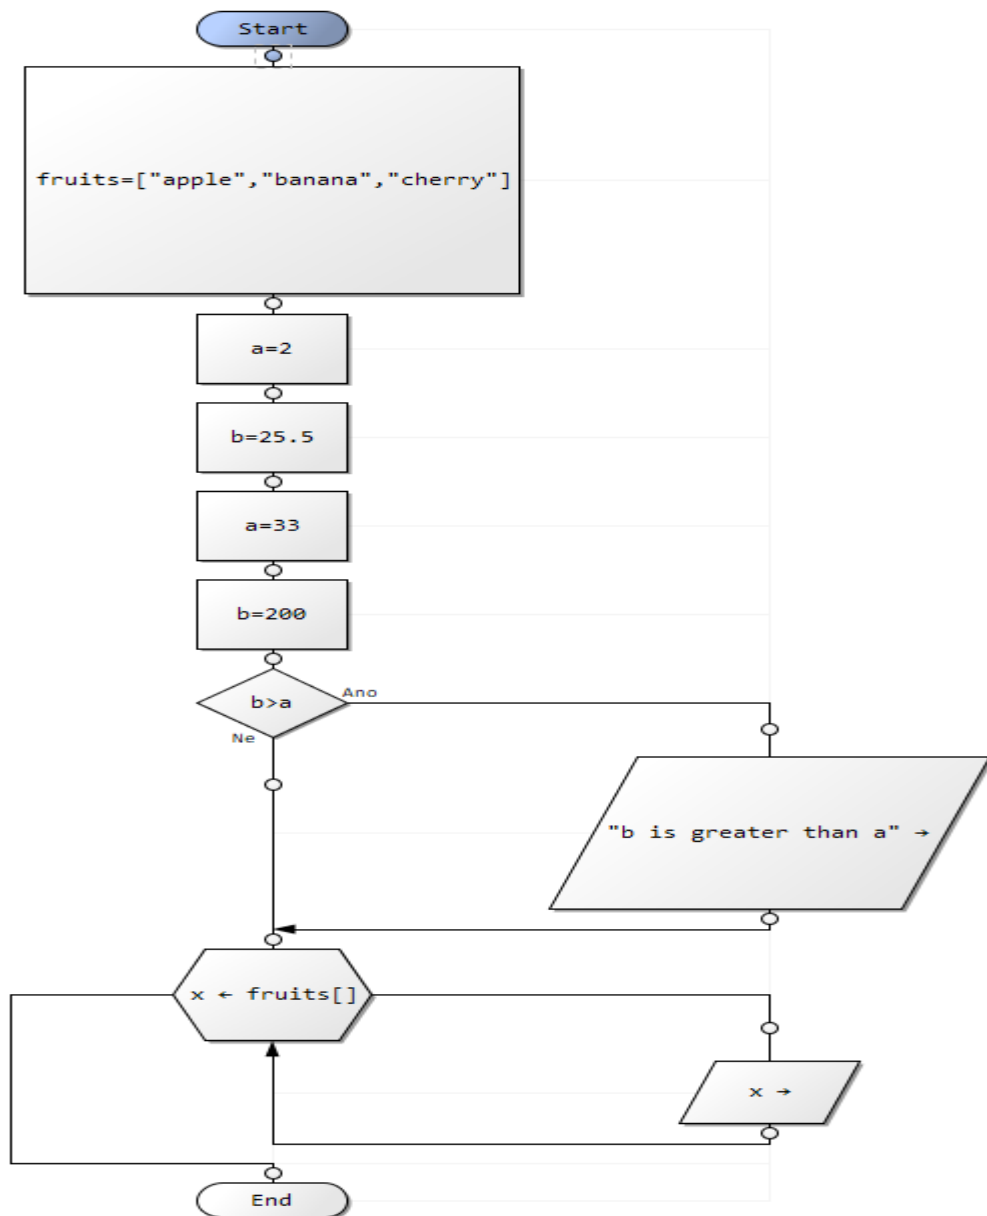 Start
fruits=["apple","banana","cherry"]
a=2
b=25.5
a=33
b=200
b>a
Ano
Ne
"b is greater than a" →
x ← fruits[]
x →
End